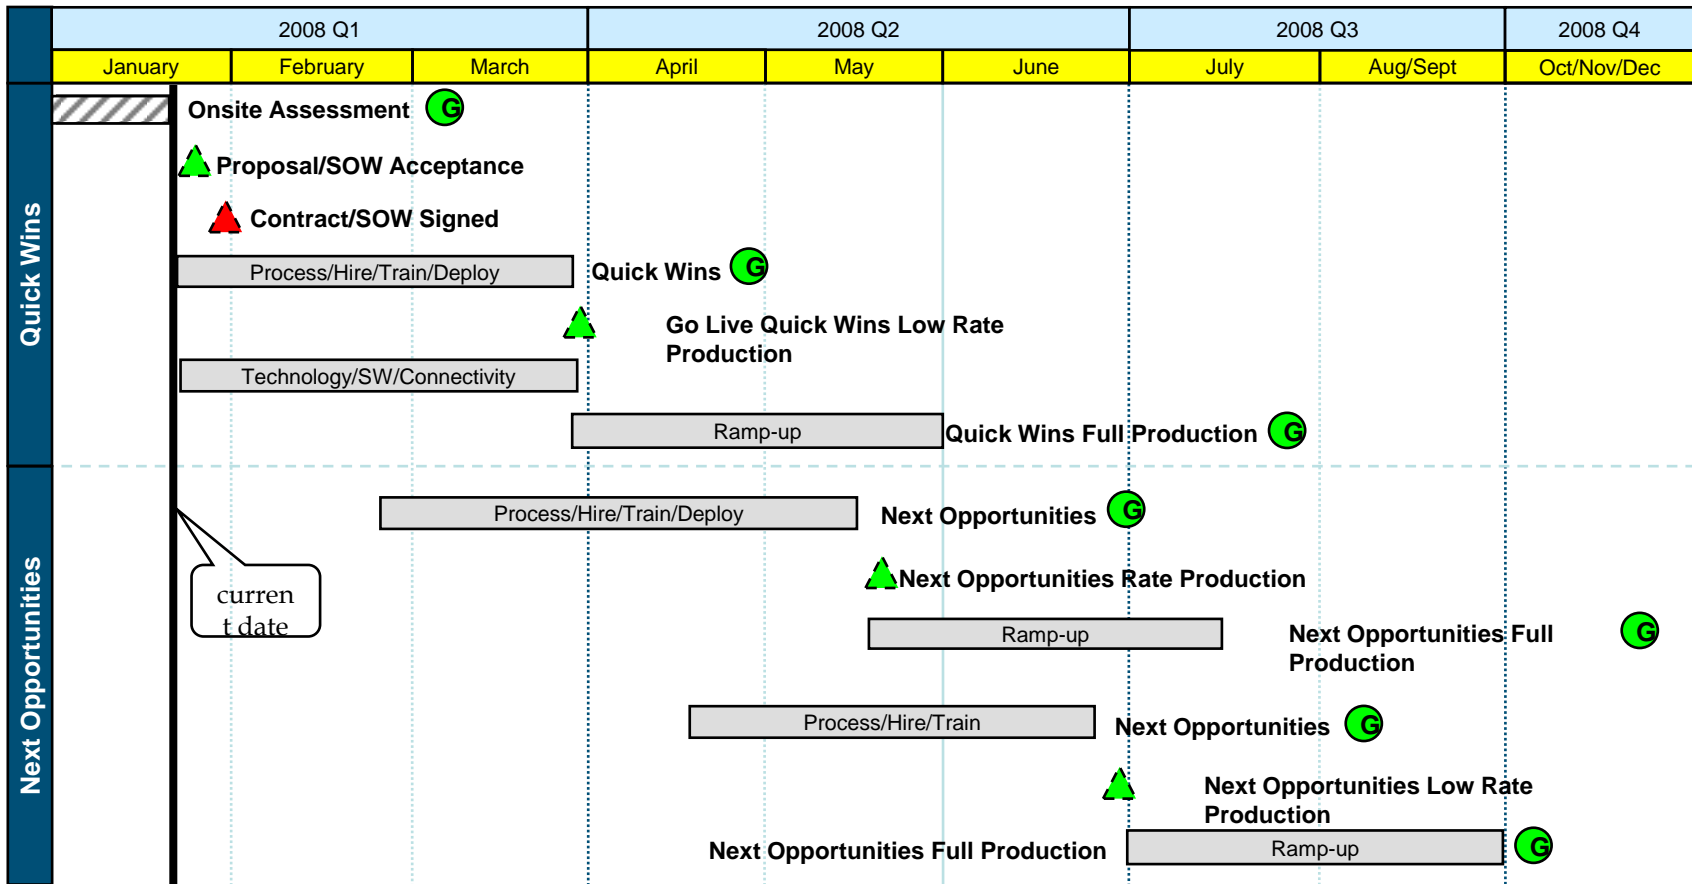 2008 Q1
2008 Q2
2008 Q3
2008 Q4
January
February
March
April
May
June
July
Aug/Sept
Oct/Nov/Dec
Quick Wins
Onsite Assessment
G
Proposal/SOW Acceptance
Contract/SOW Signed
Process/Hire/Train/Deploy
Quick Wins
G
Go Live Quick Wins Low Rate
Production
Technology/SW/Connectivity
Ramp-up
Quick Wins Full Production
G
Next Opportunities
Process/Hire/Train/Deploy
Next Opportunities
G
curren
t date
Next Opportunities Rate Production
Ramp-up
Next Opportunities Full
Production
G
Process/Hire/Train
Next Opportunities
G
Next Opportunities Low Rate
Production
Next Opportunities Full Production
Ramp-up
G